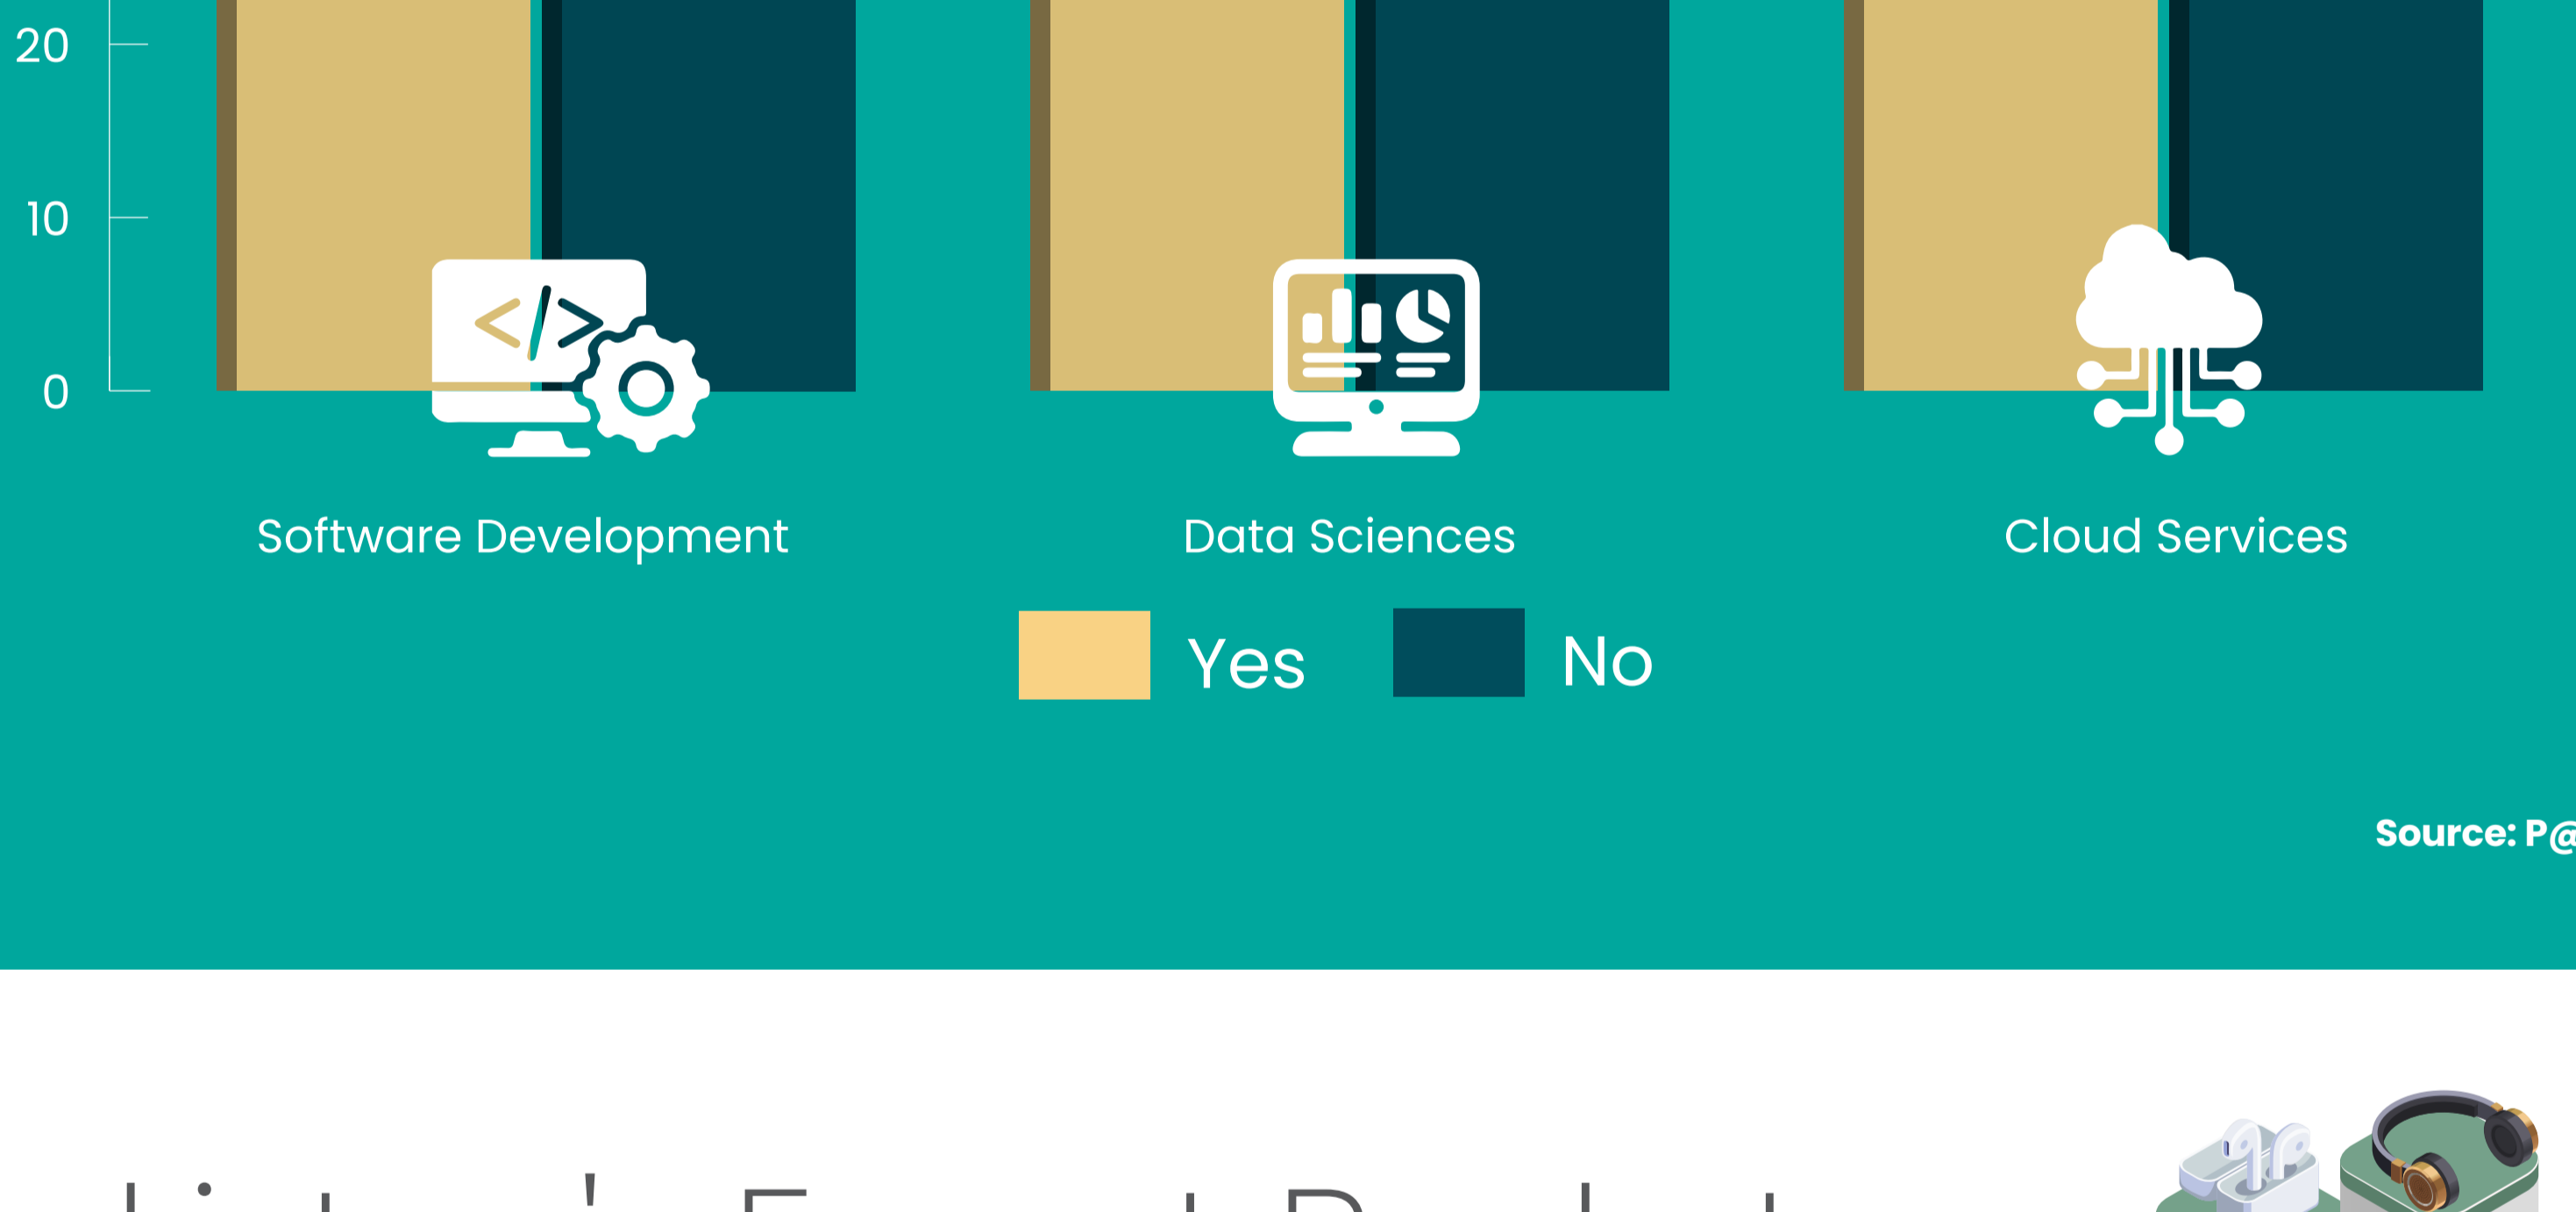 20
10
0
</>
Software Development
Data Sciences
Cloud Services
Yes
No
Source: P@